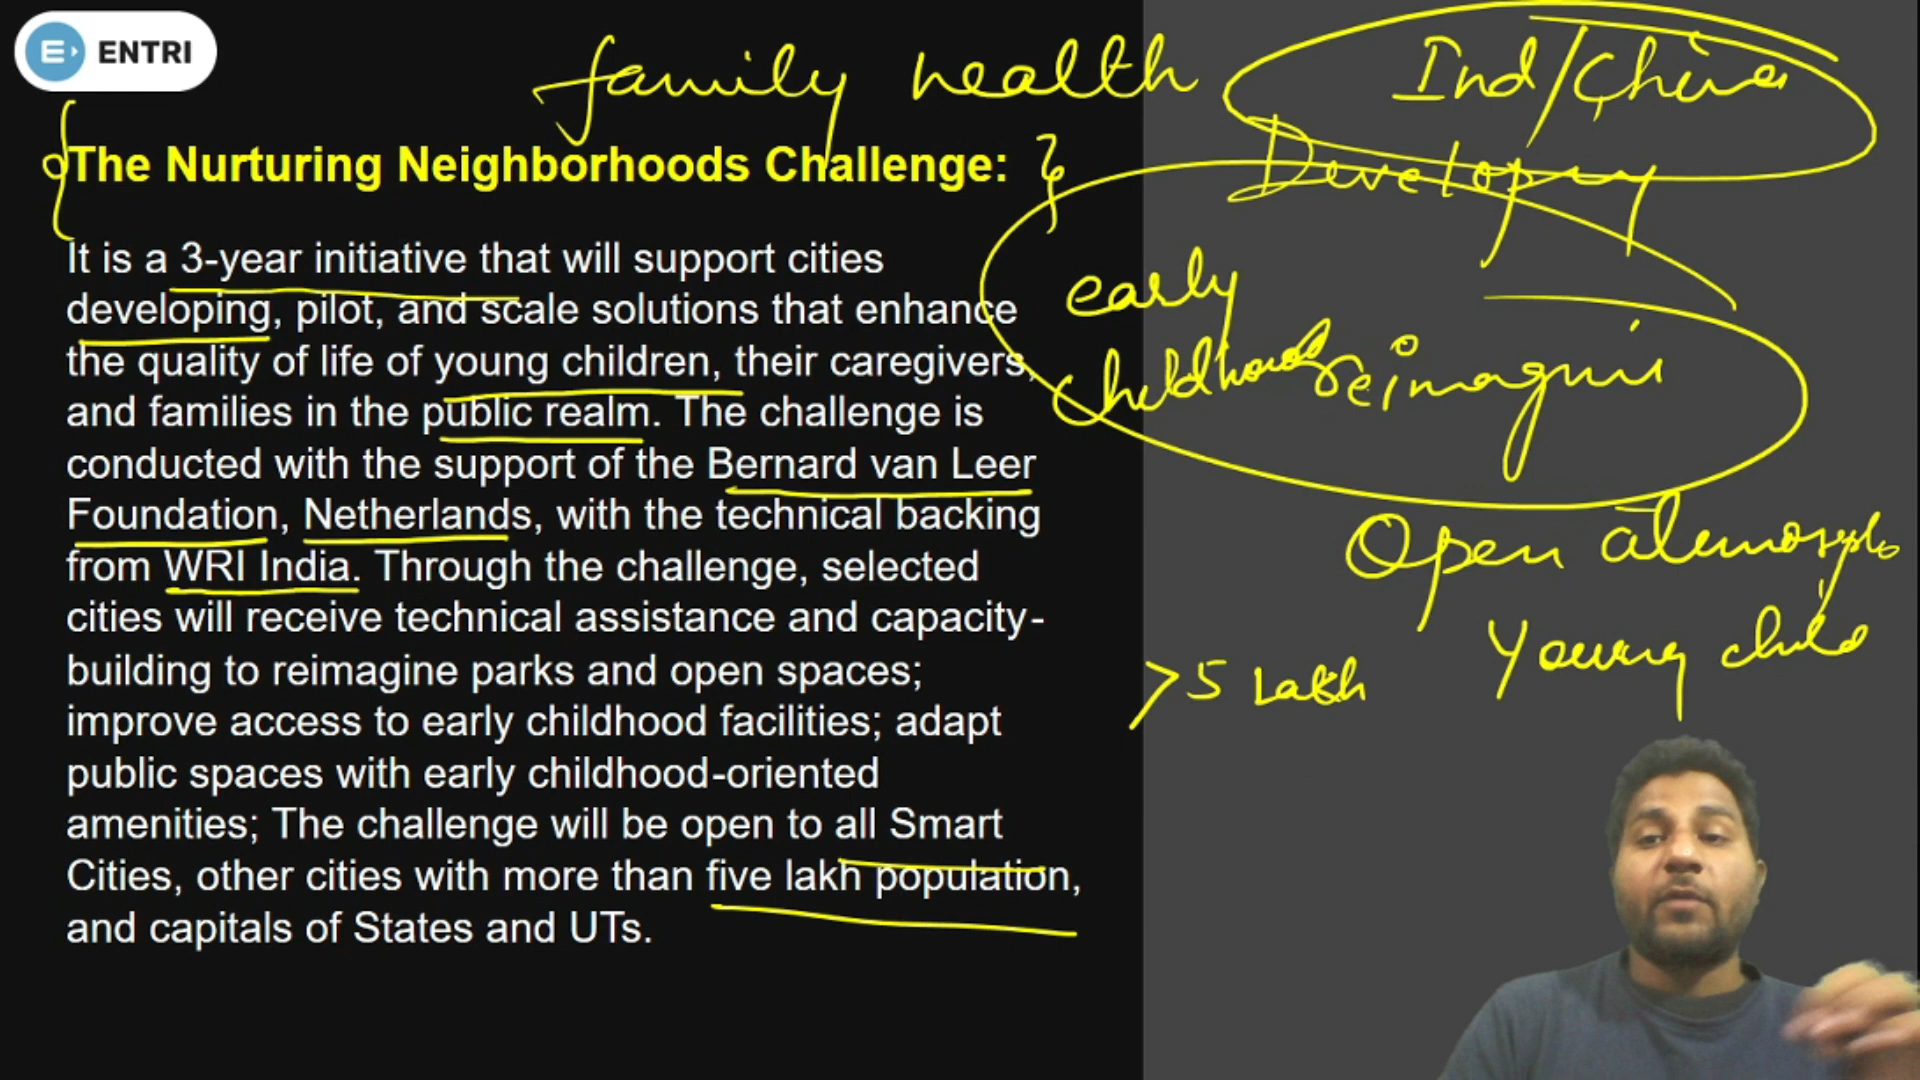 ENTRI
family health
Ind/China
The Nurturing Neighborhoods Challenge:
Developing
It is a 3-year initiative that will support cities
developing, pilot, and scale solutions that enhance
the quality of life of young children, their caregivers,
and families in the public realm. The challenge is
conducted with the support of the Bernard van Leer
Foundation, Netherlands, with the technical backing
from WRI India. Through the challenge, selected
cities will receive technical assistance and capacity-
building to reimagine parks and open spaces;
improve access to early childhood facilities; adapt
public spaces with early childhood-oriented
amenities; The challenge will be open to all Smart
Cities, other cities with more than five lakh population,
and capitals of States and UTs.
early
childhood
Open
Young child
>5 Lakh